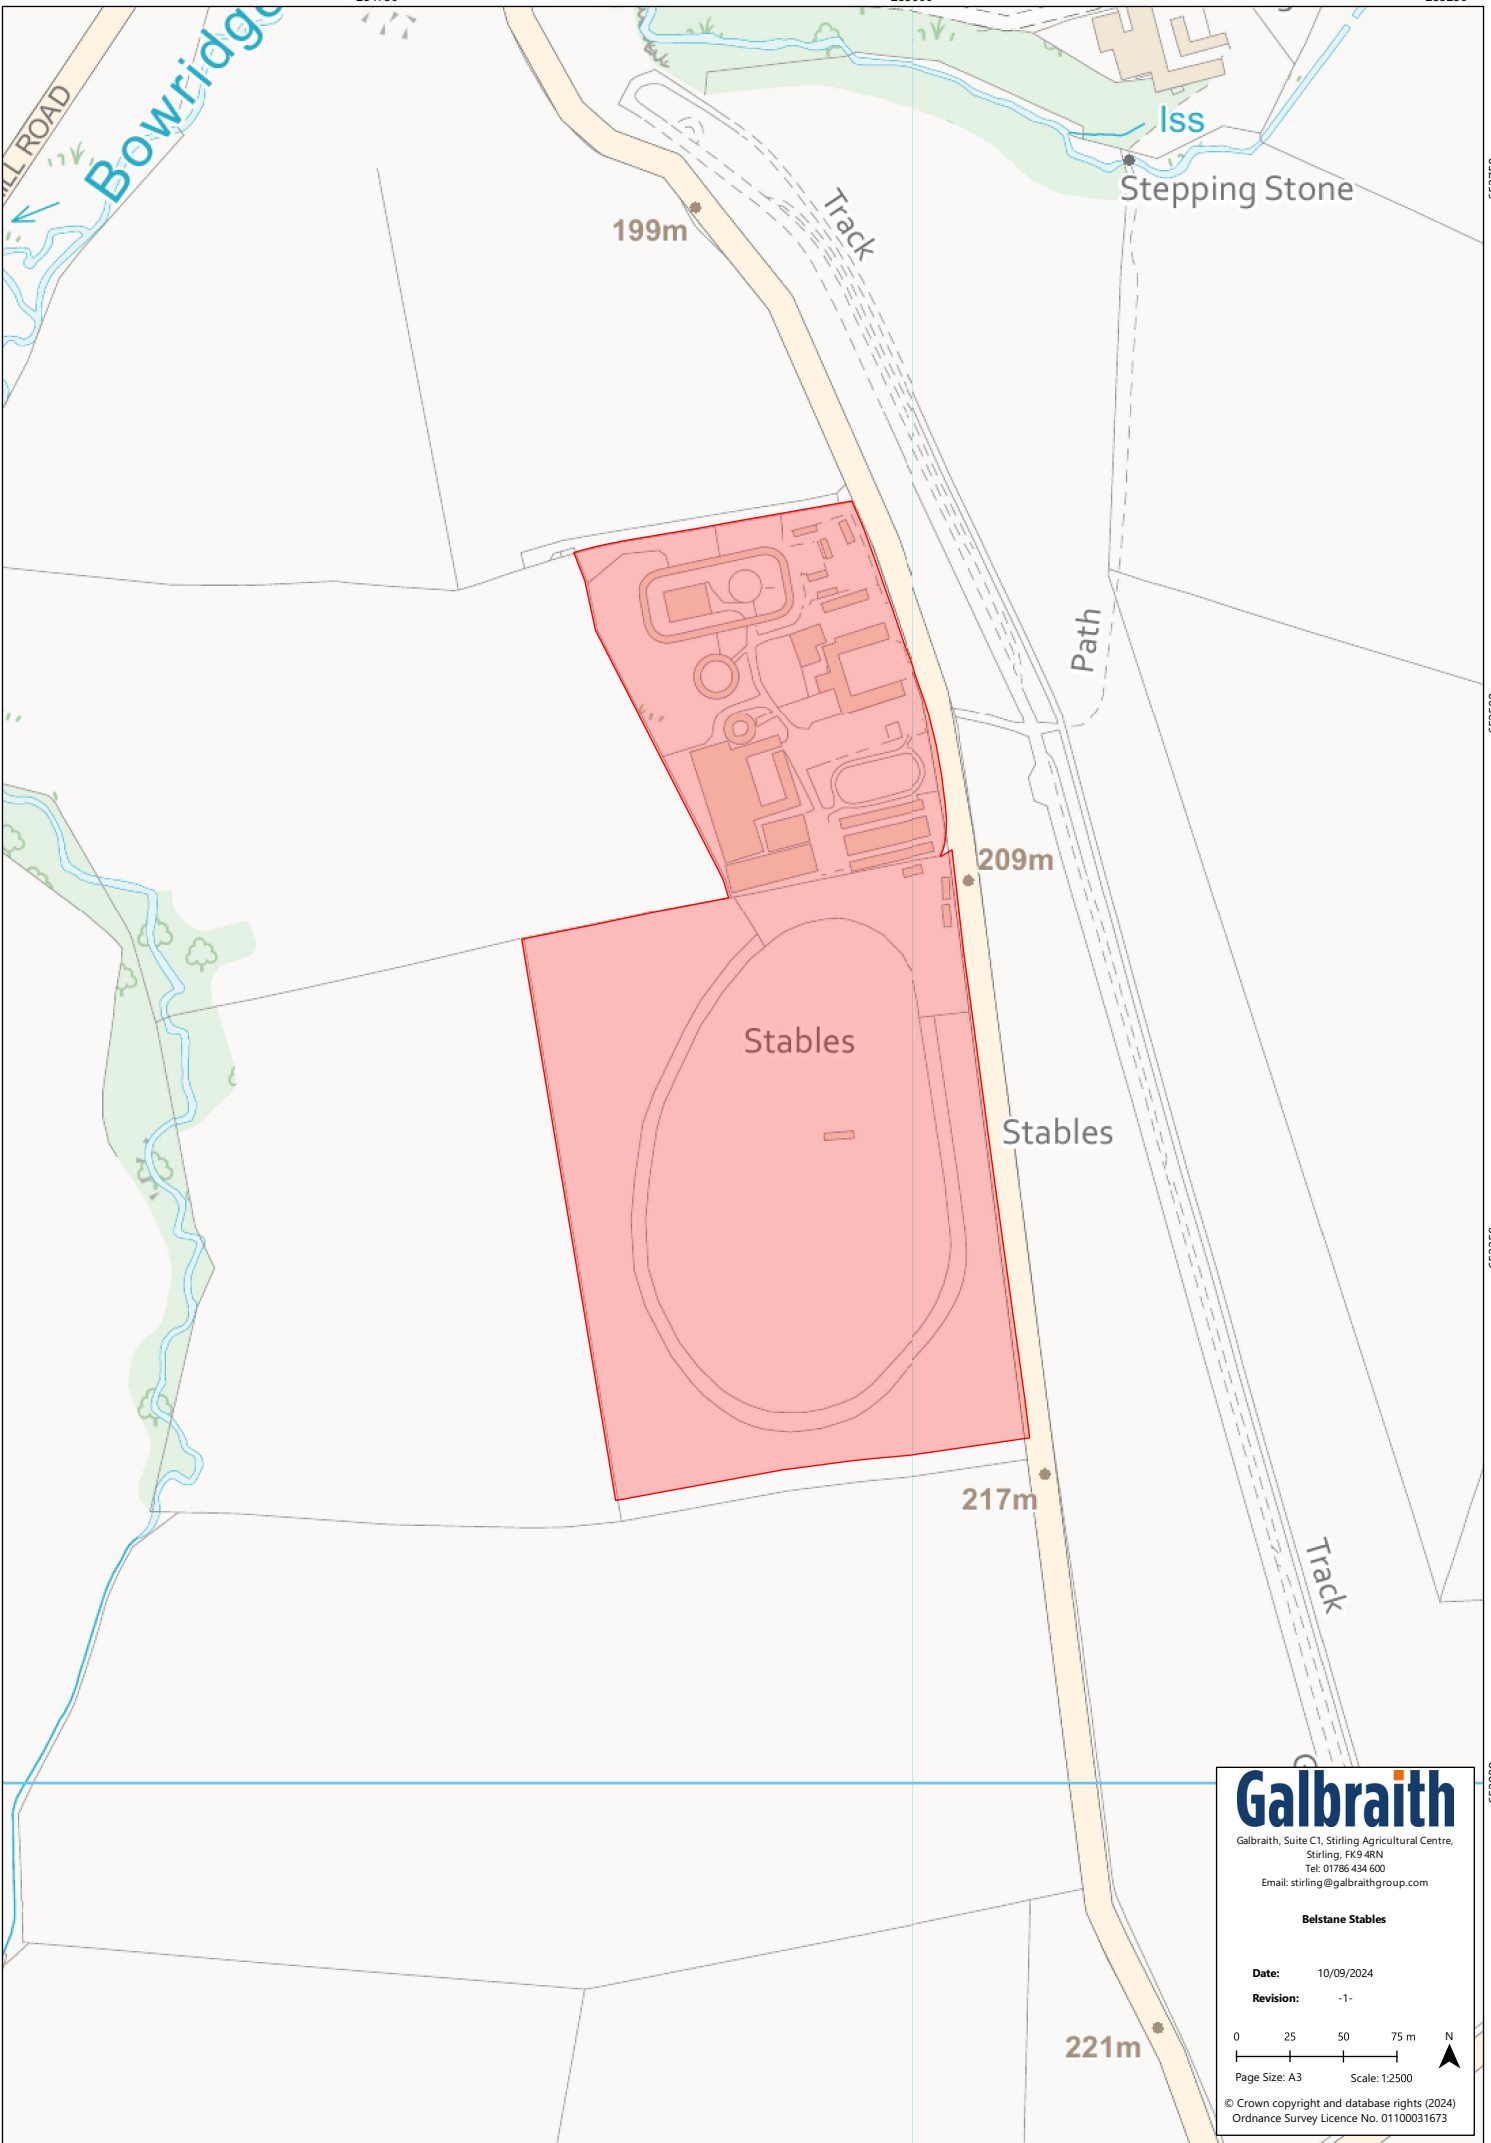 Bowridge
ILL ROAD
Iss
Stepping Stone
Track
199m
Path
209m
Stables
Stables
217m
Track
221m
Galbraith
Galbraith, Suite C1, Stirling Agricultural Centre,
Stirling, FK9 4RN
Tel: 01786 434 600
Email: stirling@galbraithgroup.com
Belstane Stables
Date: 10/09/2024
Revision: -1-
0 25 50 75 m N
Page Size: A3 Scale: 1:2500
© Crown copyright and database rights (2024)
Ordnance Survey Licence No. 01100031673